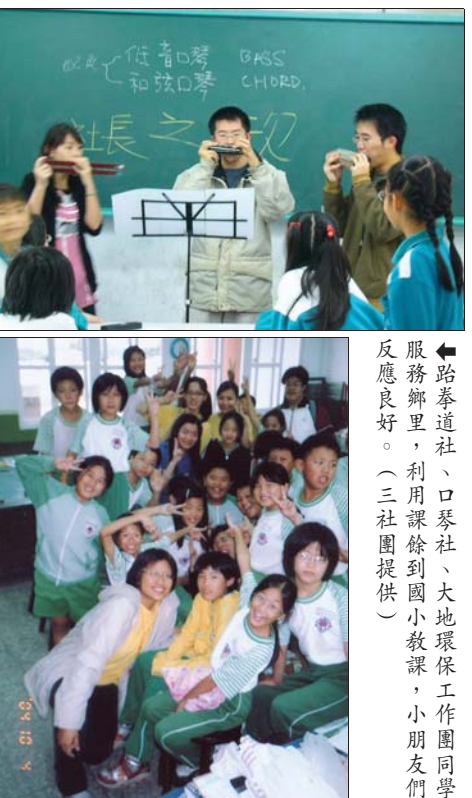 低音口琴 BASS
和弦口琴 CHORD.
社長之
⬅跆拳道社、口琴社、大地環保工作團同學
服務鄉里，利用課餘到國小教課，小朋友們
反應良好。（三社團提供）